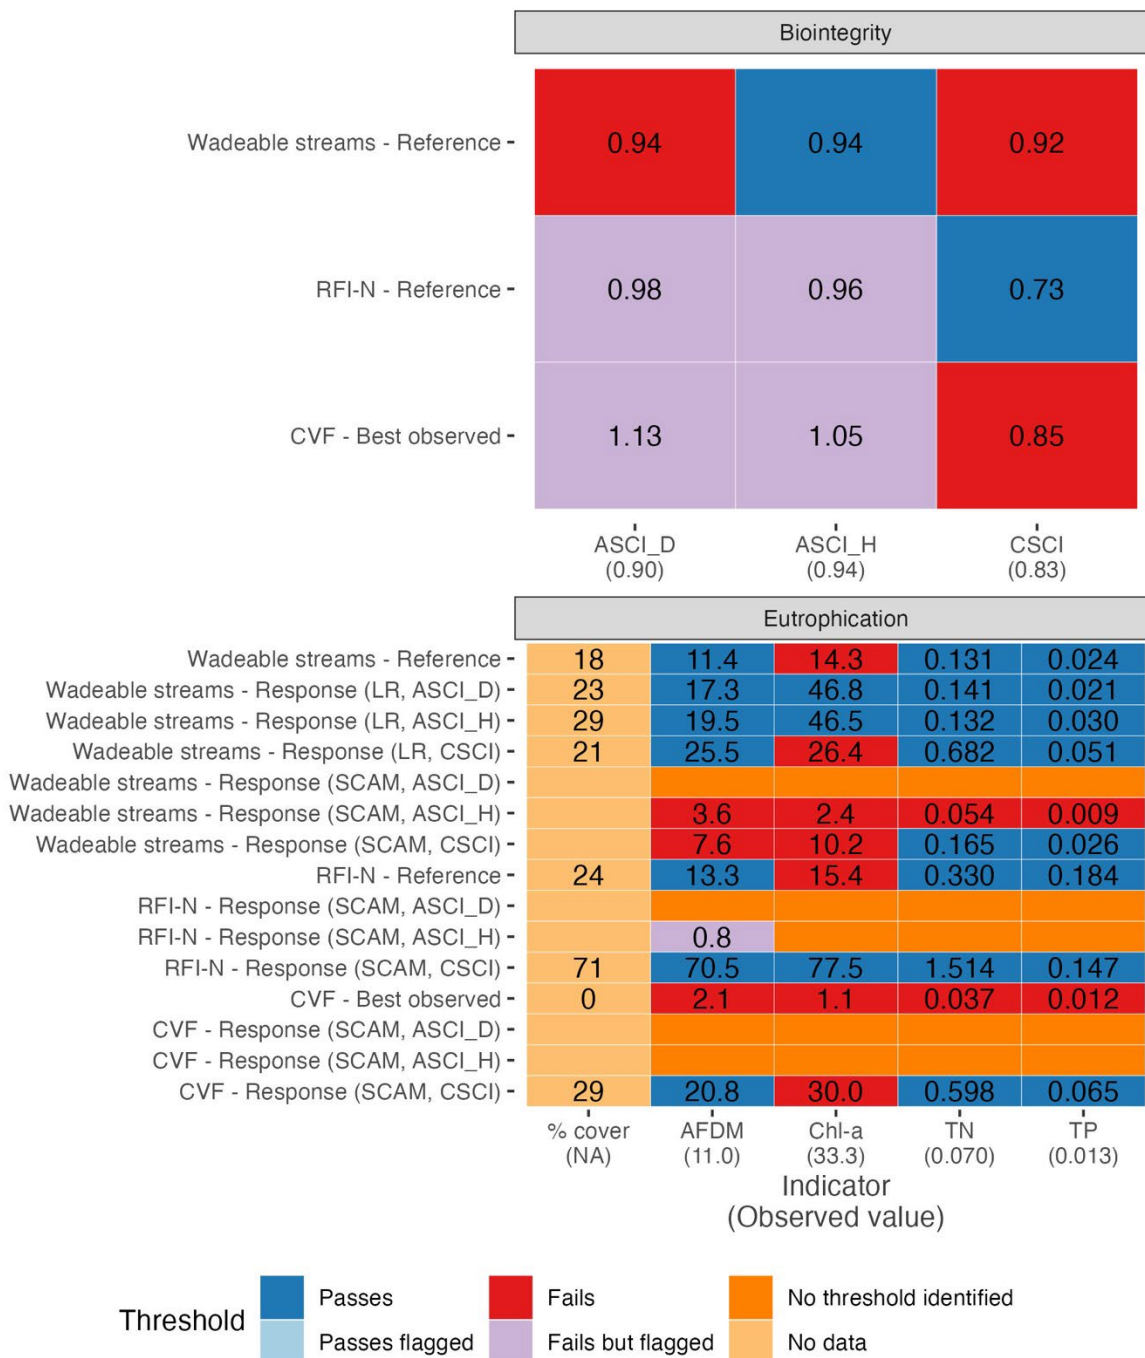 Biointegrity
Wadeable streams - Reference 0.94 0.94 0.92
RFI-N - Reference 0.98 0.96 0.73
CVF - Best observed 1.13 1.05 0.85
ASCI_D ASCI_H CSCI
(0.90) (0.94) (0.83)
Eutrophication
Wadeable streams - Reference 18 11.4 14.3 0.131 0.024
Wadeable streams - Response (LR, ASCI_D) 23 17.3 46.8 0.141 0.021
Wadeable streams - Response (LR, ASCI_H) 29 19.5 46.5 0.132 0.030
Wadeable streams - Response (LR, CSCI) 21 25.5 26.4 0.682 0.051
Wadeable streams - Response (SCAM, ASCI_D)
Wadeable streams - Response (SCAM, ASCI_H) 3.6 2.4 0.054 0.009
Wadeable streams - Response (SCAM, CSCI) 7.6 10.2 0.165 0.026
RFI-N - Reference 24 13.3 15.4 0.330 0.184
RFI-N - Response (SCAM, ASCI_D)
RFI-N - Response (SCAM, ASCI_H) 0.8
RFI-N - Response (SCAM, CSCI) 71 70.5 77.5 1.514 0.147
CVF - Best observed 0 2.1 1.1 0.037 0.012
CVF - Response (SCAM, ASCI_D)
CVF - Response (SCAM, ASCI_H)
CVF - Response (SCAM, CSCI) 29 20.8 30.0 0.598 0.065
% cover AFDM Chl-a TN TP
(NA) (11.0) (33.3) (0.070) (0.013)
Indicator
(Observed value)
Threshold
Passes Fails No threshold identified
Passes flagged Fails but flagged No data